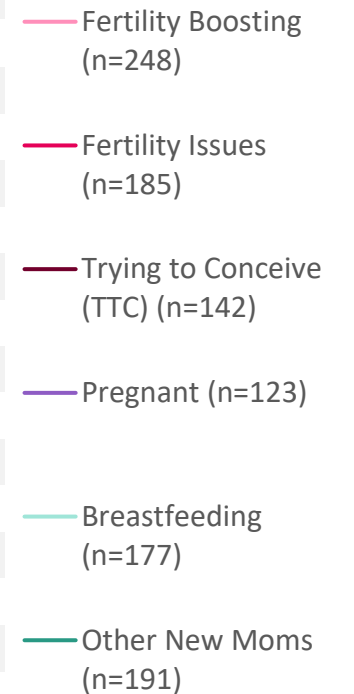 Fertility Boosting
(n=248)
Fertility Issues
(n=185)
Trying to Conceive
(TTC) (n=142)
Pregnant (n=123)
Breastfeeding
(n=177)
Other New Moms
(n=191)